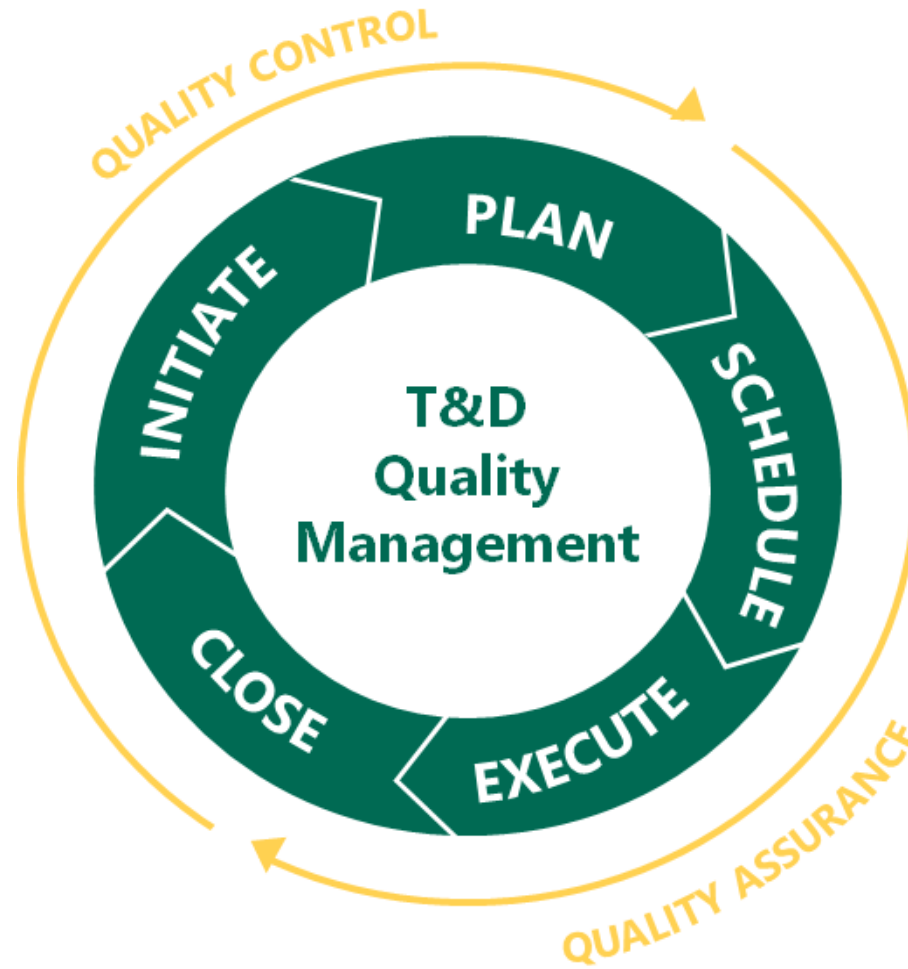 QUALITY CONTROL
PLAN
INITIATE
SCHEDULE
T&D
Quality
Management
CLOSE
EXECUTE
QUALITY ASSURANCE